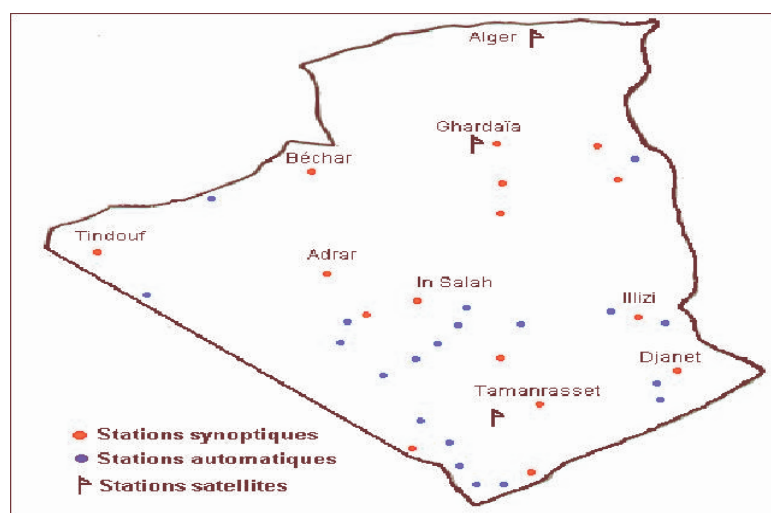 Alger
Ghardaïa
Béchar
Tindouf
Adrar
In Salah
Illizi
Djanet
Tamanrasset
Stations synoptiques
Stations automatiques
Stations satellites